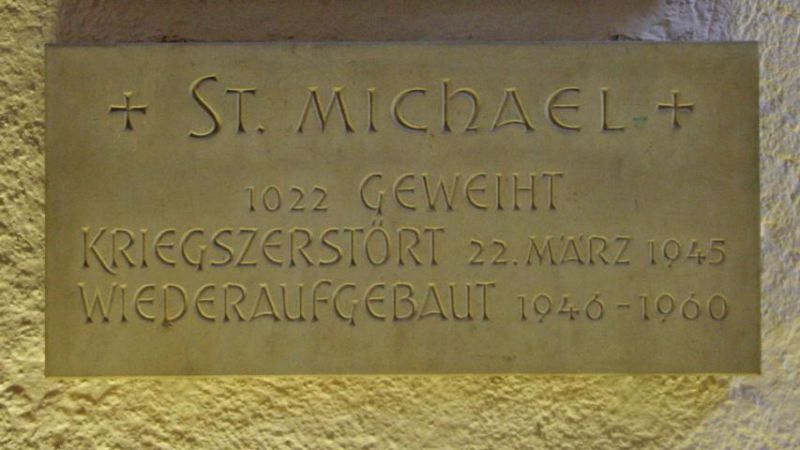 + St. Michael +
1022 GEWEIHT
KRIEGSZERSTÖRT 22. MÄRZ 1945
WIEDERAUFGEBAUT 1946-1960